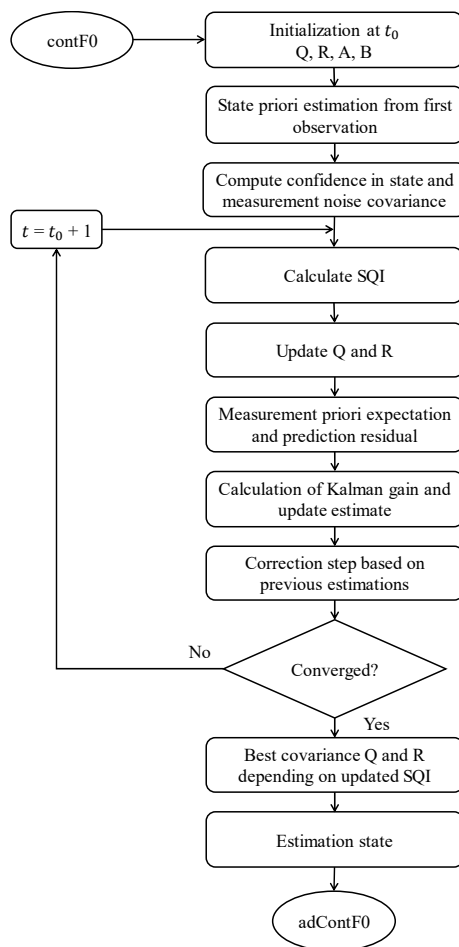 contF0
Initialization at t₀
Q, R, A, B
State priori estimation from first
observation
Compute confidence in state and
measurement noise covariance
t = t₀ + 1
Calculate SQI
Update Q and R
Measurement priori expectation
and prediction residual
Calculation of Kalman gain and
update estimate
Correction step based on
previous estimations
No
Converged?
Yes
Best covariance Q and R
depending on updated SQI
Estimation state
adContF0